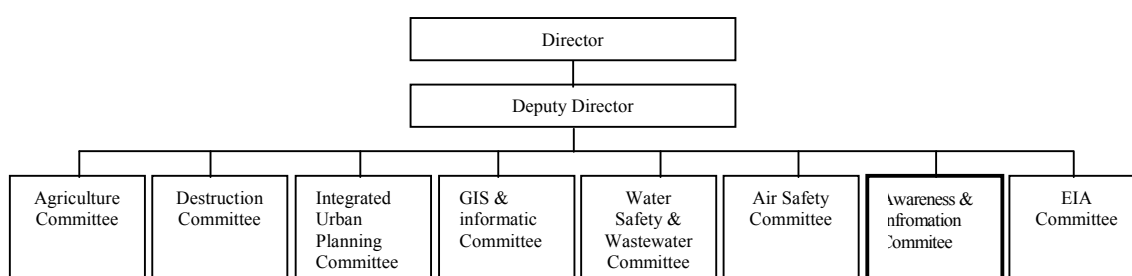 Director
Deputy Director
Agriculture
Committee
Destruction
Committee
Integrated
Urban
Planning
Committee
GIS &
informatic
Committee
Water
Safety &
Wastewater
Committee
Air Safety
Committee
Awareness &
Infromation
Commitee
EIA
Committee